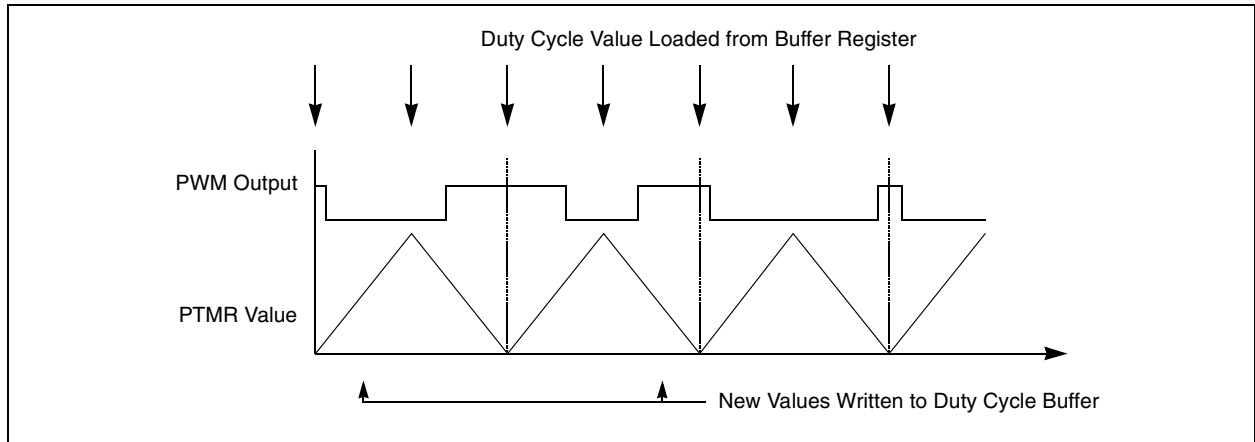 Duty Cycle Value Loaded from Buffer Register
PWM Output
PTMR Value
New Values Written to Duty Cycle Buffer